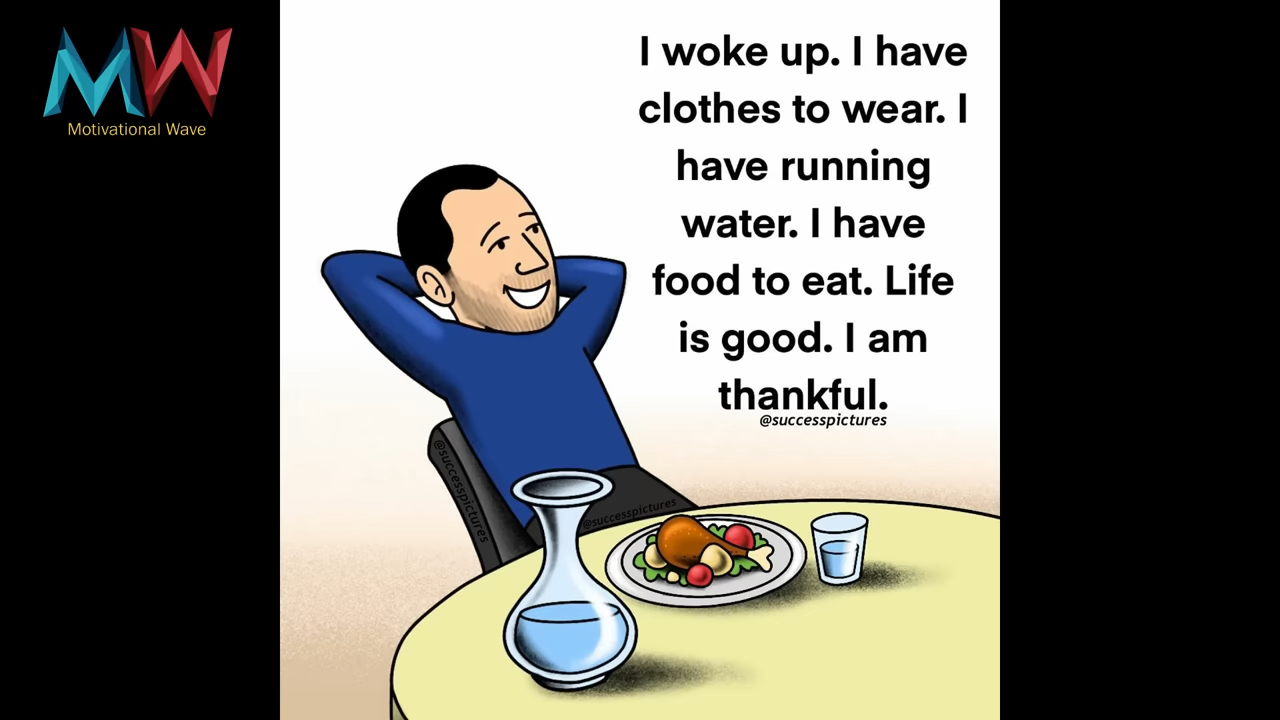 MW
Motivational Wave
I woke up. I have
clothes to wear. I
have running
water. I have
food to eat. Life
is good. I am
thankful.
@successpictures
@successpictures
@successpictures